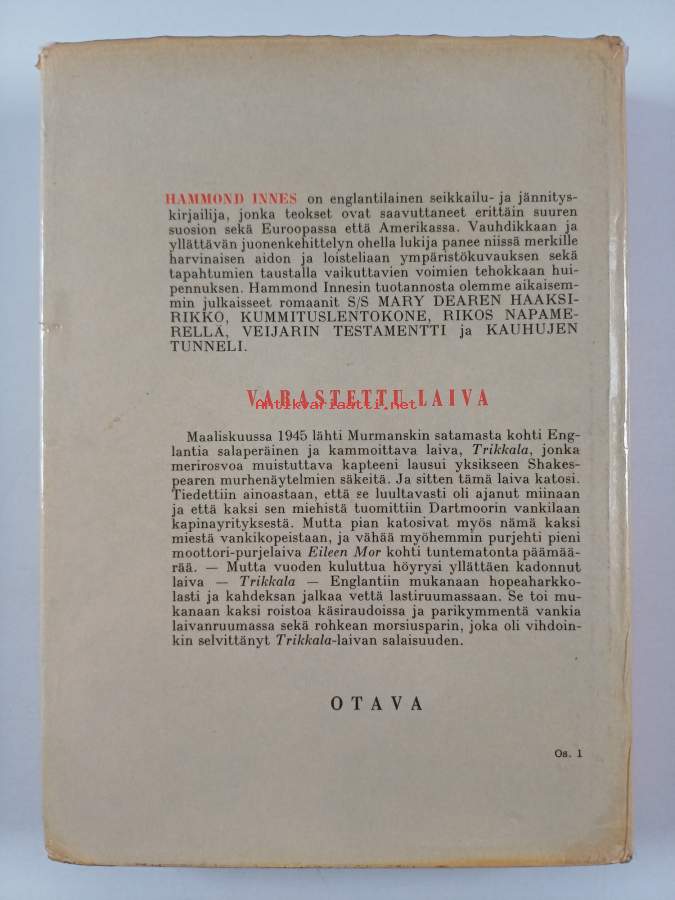 HAMMOND INNES on englantilainen seikkailu- ja jännitys-
kirjailija, jonka teokset ovat saavuttaneet erittäin suuren
suosion sekä Euroopassa että Amerikassa. Vauhdikkaan ja
yllättävän juonenkehittelyn ohella lukija panee niissä merkille
harvinaisen aidon ja loisteliaan ympäristökuvauksen sekä
tapahtumien taustalla vaikuttavien voimien tehokkaan hui-
pennuksen. Hammond Innesin tuotannosta olemme aikaisem-
min julkaisseet romaanit S/S MARY DEAREN HAAKSI-
RIKKO, KUMMITUSLENTOKONE, RIKOS NAPAME-
RELLÄ, VEIJARIN TESTAMENTTI ja KAUHUJEN
TUNNELI.
VARASTETTU LAIVA
Antikvariaatti.net
Maaliskuussa 1945 lähti Murmanskin satamasta kohti Eng-
lantia salaperäinen ja kammoittava laiva, Trikkala, jonka
merirosvoa muistuttava kapteeni lausui yksikseen Shakes-
pearen murhenäytelmien säkeitä. Ja sitten tämä laiva katosi.
Tiedettiin ainoastaan, että se luultavasti oli ajanut miinaan
ja että kaksi sen miehistä tuomittiin Dartmoorin vankilaan
kapinayrityksestä. Mutta pian katosivat myös nämä kaksi
miestä vankikopeistaan, ja vähää myöhemmin purjehti pieni
moottori-purjelaiva Eileen Mor kohti tuntematonta päämää-
rää. — Mutta vuoden kuluttua höyrysi yllättäen kadonnut
laiva — Trikkala — Englantiin mukanaan hopeaharkko-
lasti ja kahdeksan jalkaa vettä lastiruumassaan. Se toi mu-
kanaan kaksi roistoa käsiraudoissa ja parikymmentä vankia
laivanruumassa sekä rohkean morsiusparin, joka oli vihdoin-
kin selvittänyt Trikkala-laivan salaisuuden.
OTAVA
Os. 1